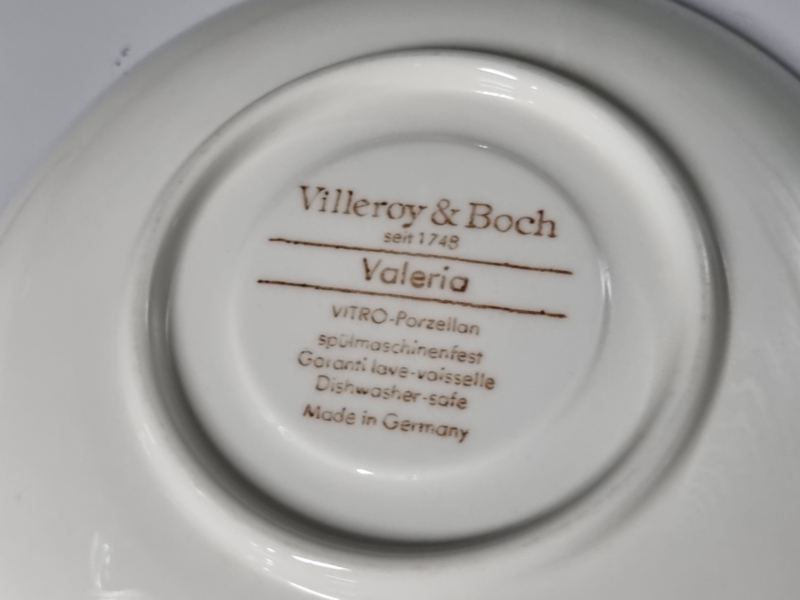 Villeroy & Boch
seit 1748
Valeria
VITRO-Porzellan
spülmaschinenfest
Garanti lave-vaisselle
Dishwasher-safe
Made in Germany